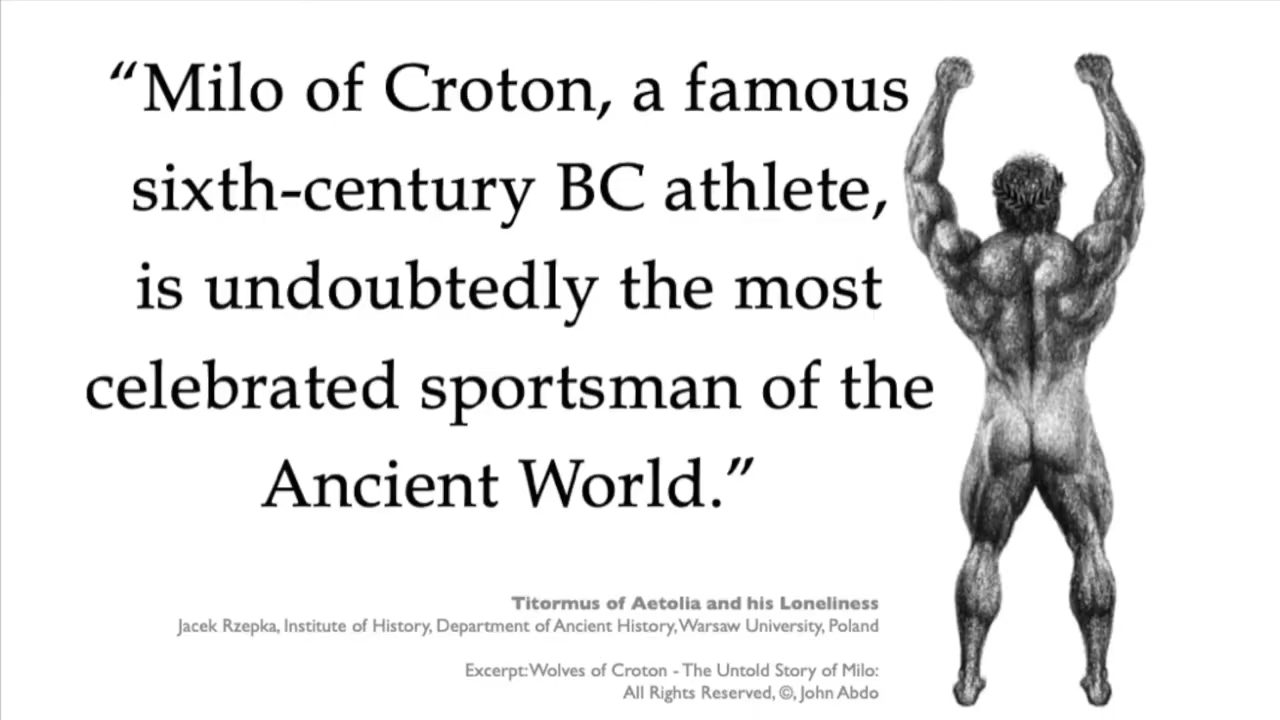 “Milo of Croton, a famous
sixth-century BC athlete,
is undoubtedly the most
celebrated sportsman of the
Ancient World.”
Titormus of Aetolia and his Loneliness
Jacek Rzepka, Institute of History, Department of Ancient History, Warsaw University, Poland
Excerpt: Wolves of Croton - The Untold Story of Milo:
All Rights Reserved, ©, John Abdo